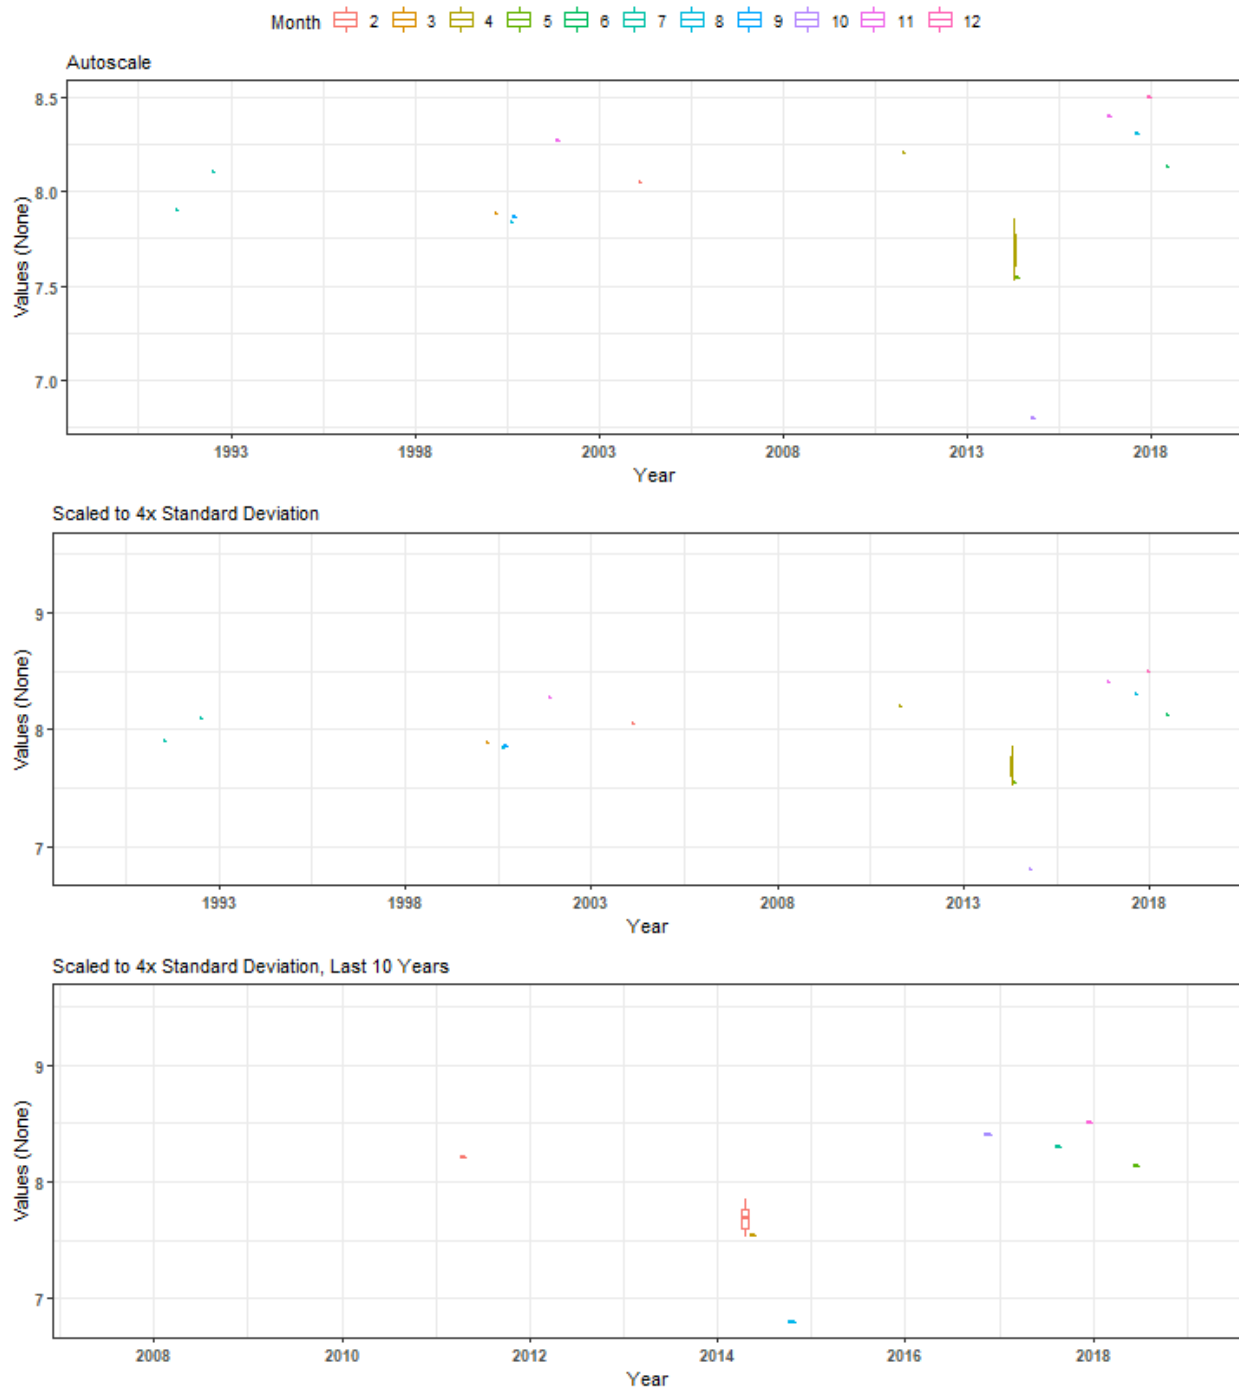 Month 2 3 4 5 6 7 8 9 10 11 12
Autoscale
8.5
8.0
7.5
7.0
Values (None)
1993 1998 2003 2008 2013 2018
Year
Scaled to 4x Standard Deviation
9
8
7
Values (None)
1993 1998 2003 2008 2013 2018
Year
Scaled to 4x Standard Deviation, Last 10 Years
9
8
7
Values (None)
2008 2010 2012 2014 2016 2018
Year